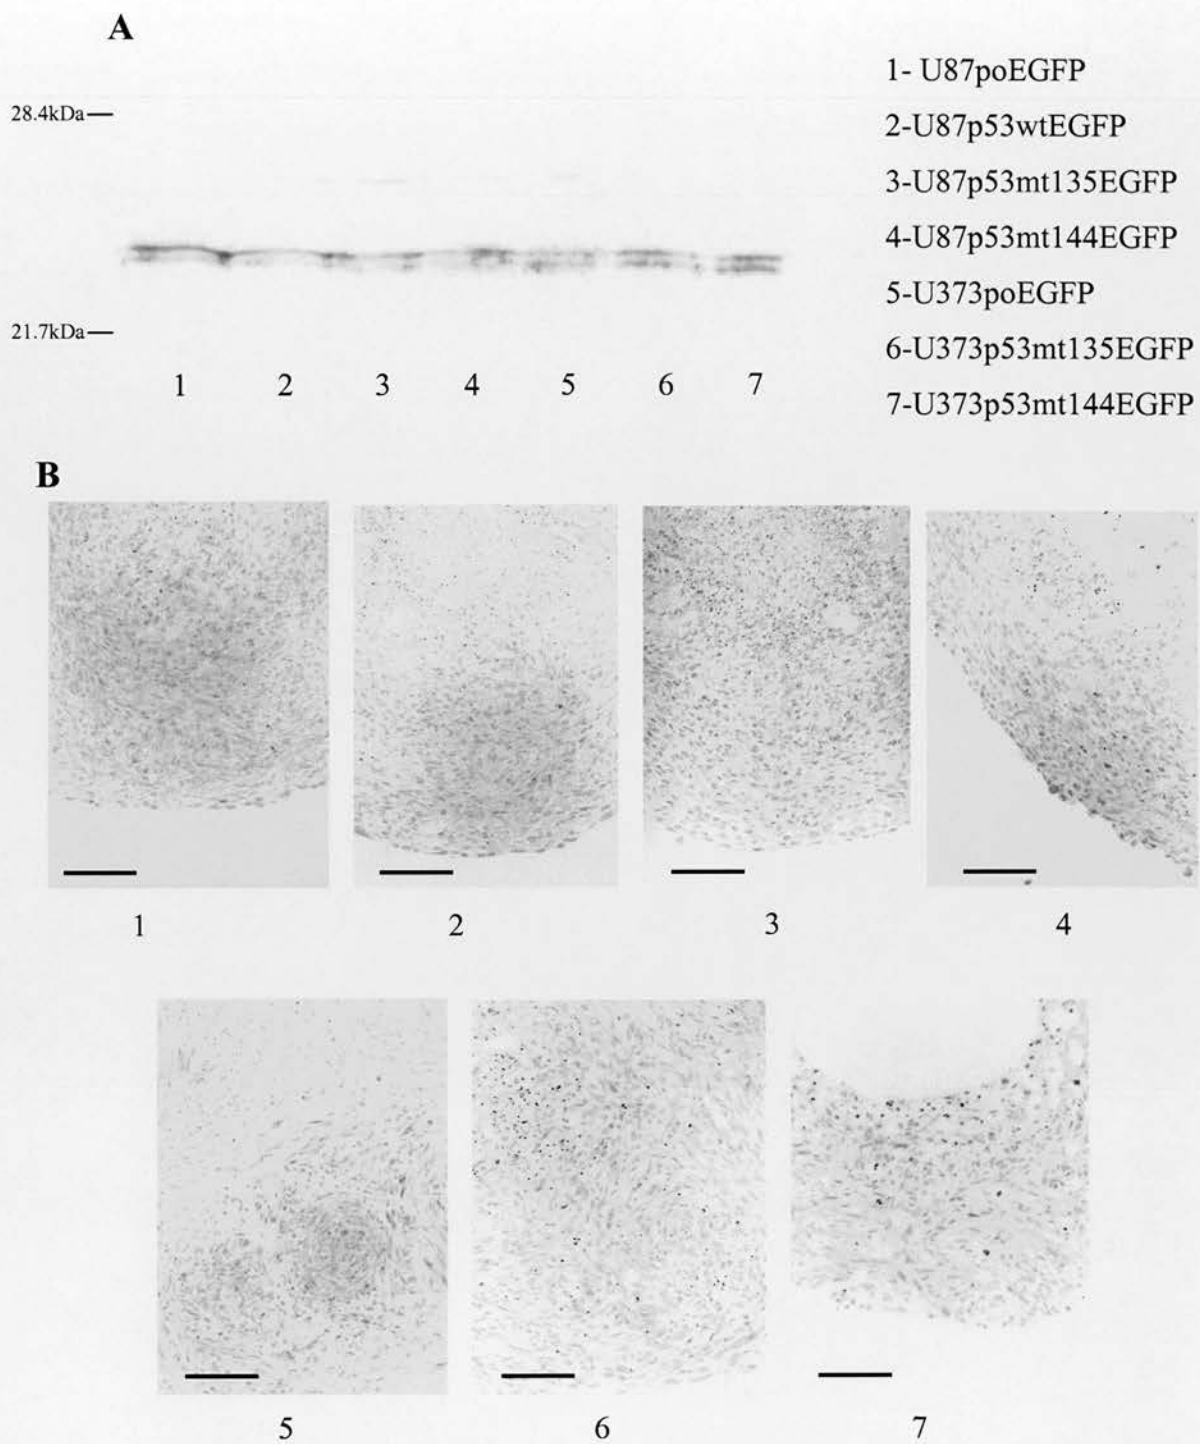 A
28.4kDa
21.7kDa
1 2 3 4 5 6 7
1- U87poEGFP
2-U87p53wtEGFP
3-U87p53mt135EGFP
4-U87p53mt144EGFP
5-U373poEGFP
6-U373p53mt135EGFP
7-U373p53mt144EGFP
B
1 2 3 4
5 6 7